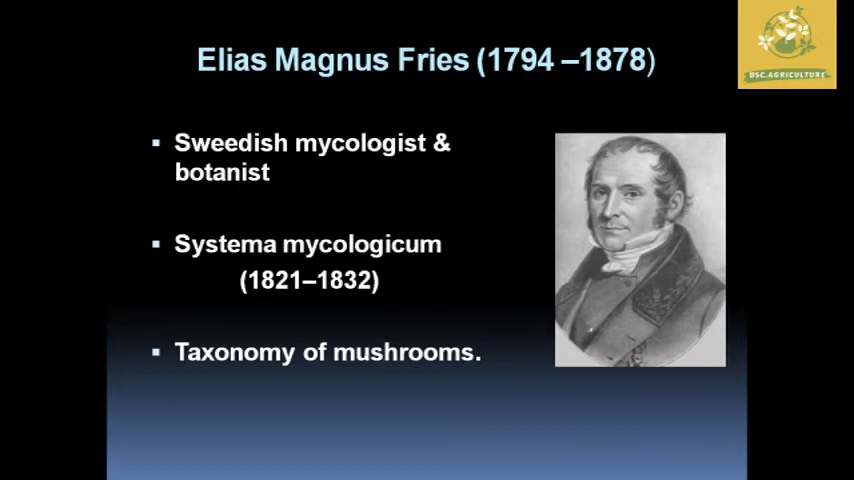 Elias Magnus Fries (1794 –1878)
BSC.AGRICULTURE
▪ Sweedish mycologist &
botanist
▪ Systema mycologicum
(1821–1832)
▪ Taxonomy of mushrooms.